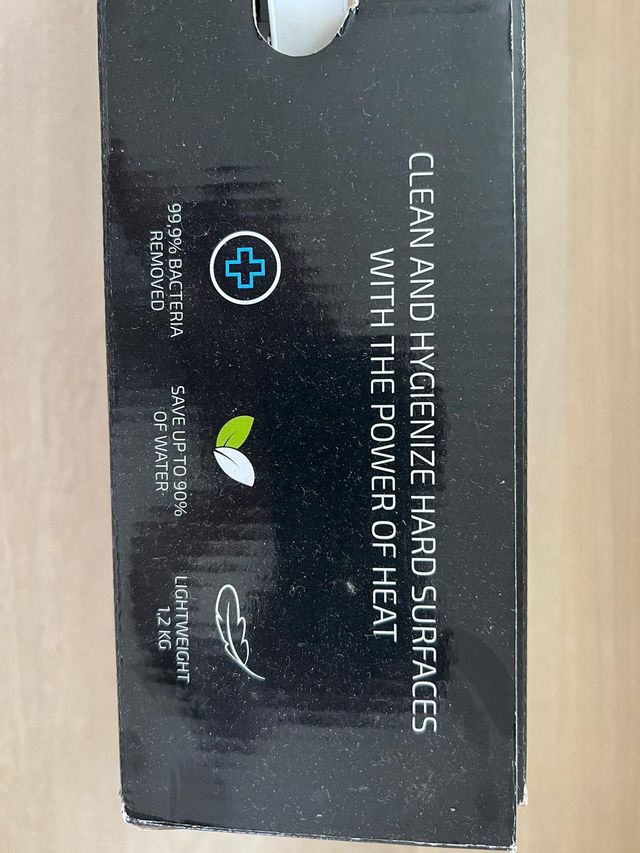 CLEAN AND HYGIENIZE HARD SURFACES
WITH THE POWER OF HEAT
99,9% BACTERIA
REMOVED
SAVE UP TO 90%
OF WATER
LIGHTWEIGHT
1,2 KG